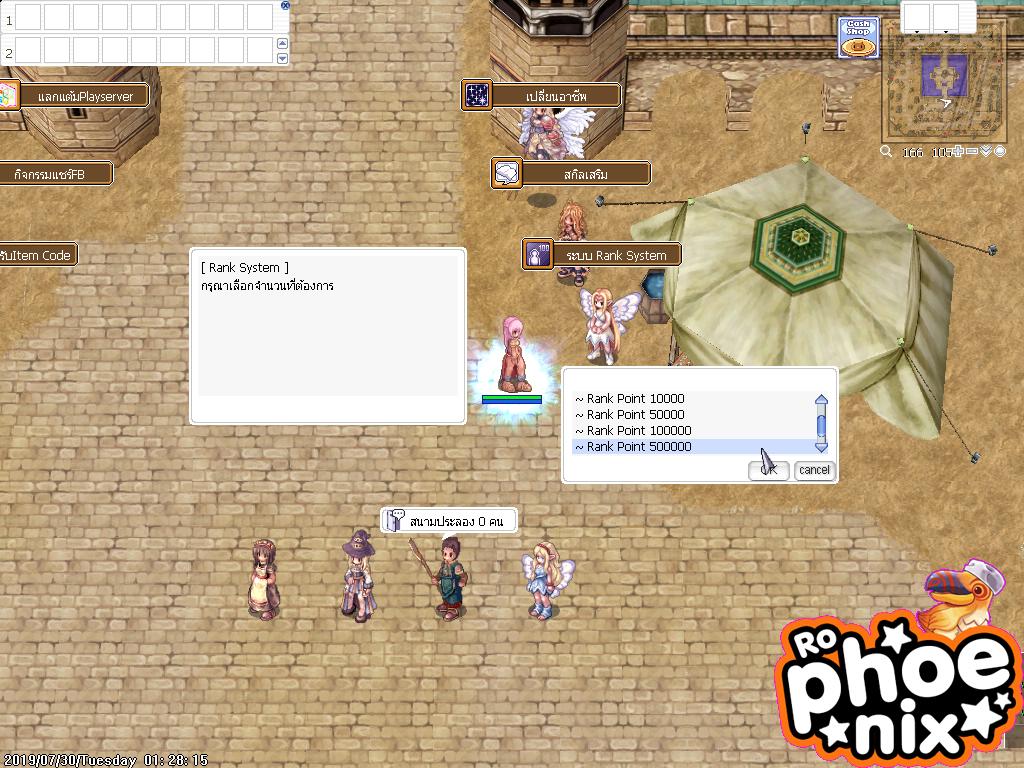 1
2
Cash Shop
แลกแต้มPlayserver
เปลี่ยนอาชีพ
166 105
กิจกรรมแชร์FB
สกิลเสริม
รับItem Code
ระบบ Rank System
[ Rank System ]
กรุณาเลือกจำนวนที่ต้องการ
~ Rank Point 10000
~ Rank Point 50000
~ Rank Point 100000
~ Rank Point 500000
OK
cancel
สนามประลอง 0 คน
RO
phoe
nix
2019/07/30/Tuesday 01:28:15